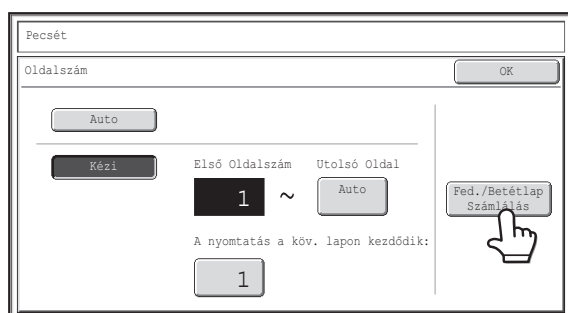 Pecsét
Oldalszám
OK
Auto
Kézi
Első Oldalszám
Utolsó Oldal
1
~
Auto
Fed./Betétlap
Számlálás
A nyomtatás a köv. lapon kezdődik:
1